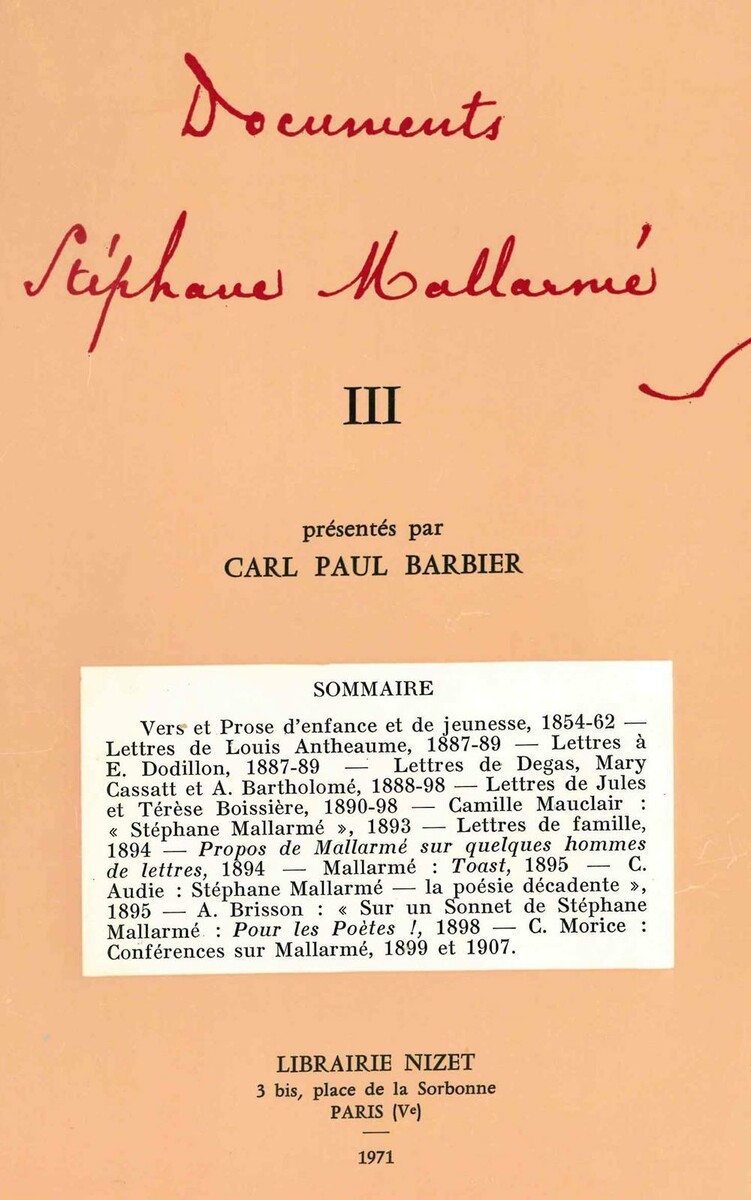 Documents
Stéphane Mallarmé
III
présentés par
CARL PAUL BARBIER
SOMMAIRE
Vers et Prose d'enfance et de jeunesse, 1854-62 —
Lettres de Louis Antheaume, 1887-89 — Lettres à
E. Dodillon, 1887-89 — Lettres de Degas, Mary
Cassatt et A. Bartholomé, 1888-98 — Lettres de Jules
et Térèse Boissière, 1890-98 — Camille Mauclair :
« Stéphane Mallarmé », 1893 — Lettres de famille,
1894 — Propos de Mallarmé sur quelques hommes
de lettres, 1894 — Mallarmé : Toast, 1895 — C.
Audie : Stéphane Mallarmé — la poésie décadente »,
1895 — A. Brisson : « Sur un Sonnet de Stéphane
Mallarmé : Pour les Poètes !, 1898 — C. Morice :
Conférences sur Mallarmé, 1899 et 1907.
LIBRAIRIE NIZET
3 bis, place de la Sorbonne
PARIS (Ve)
1971